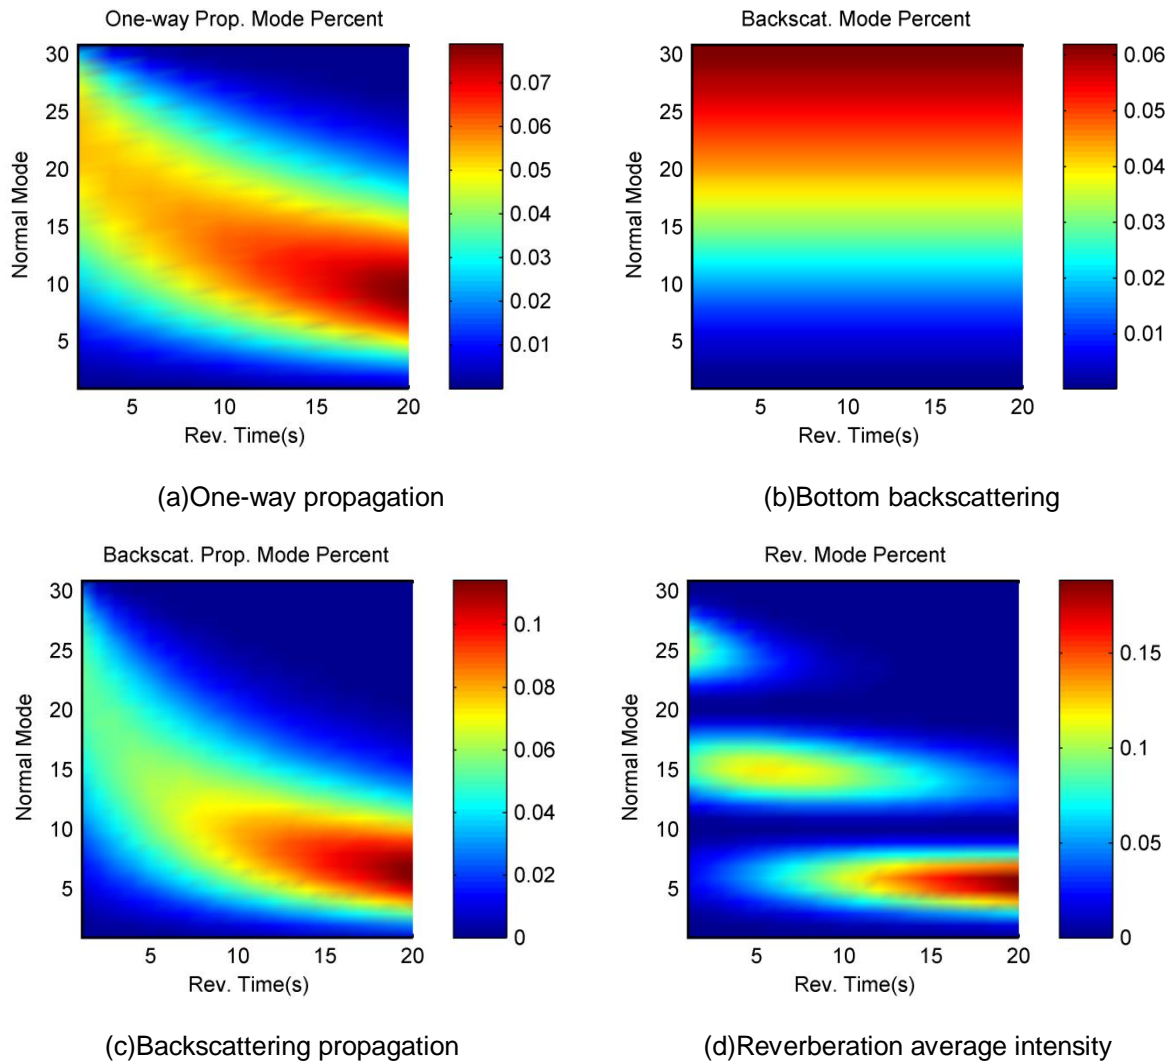 One-way Prop. Mode Percent
30
25
20
15
10
5
Normal Mode
5 10 15 20
Rev. Time(s)
0.07
0.06
0.05
0.04
0.03
0.02
0.01
(a)One-way propagation
Backscat. Mode Percent
30
25
20
15
10
5
Normal Mode
5 10 15 20
Rev. Time(s)
0.06
0.05
0.04
0.03
0.02
0.01
(b)Bottom backscattering
Backscat. Prop. Mode Percent
30
25
20
15
10
5
Normal Mode
5 10 15 20
Rev. Time(s)
0.1
0.08
0.06
0.04
0.02
0
(c)Backscattering propagation
Rev. Mode Percent
30
25
20
15
10
5
Normal Mode
5 10 15 20
Rev. Time(s)
0.15
0.1
0.05
0
(d)Reverberation average intensity